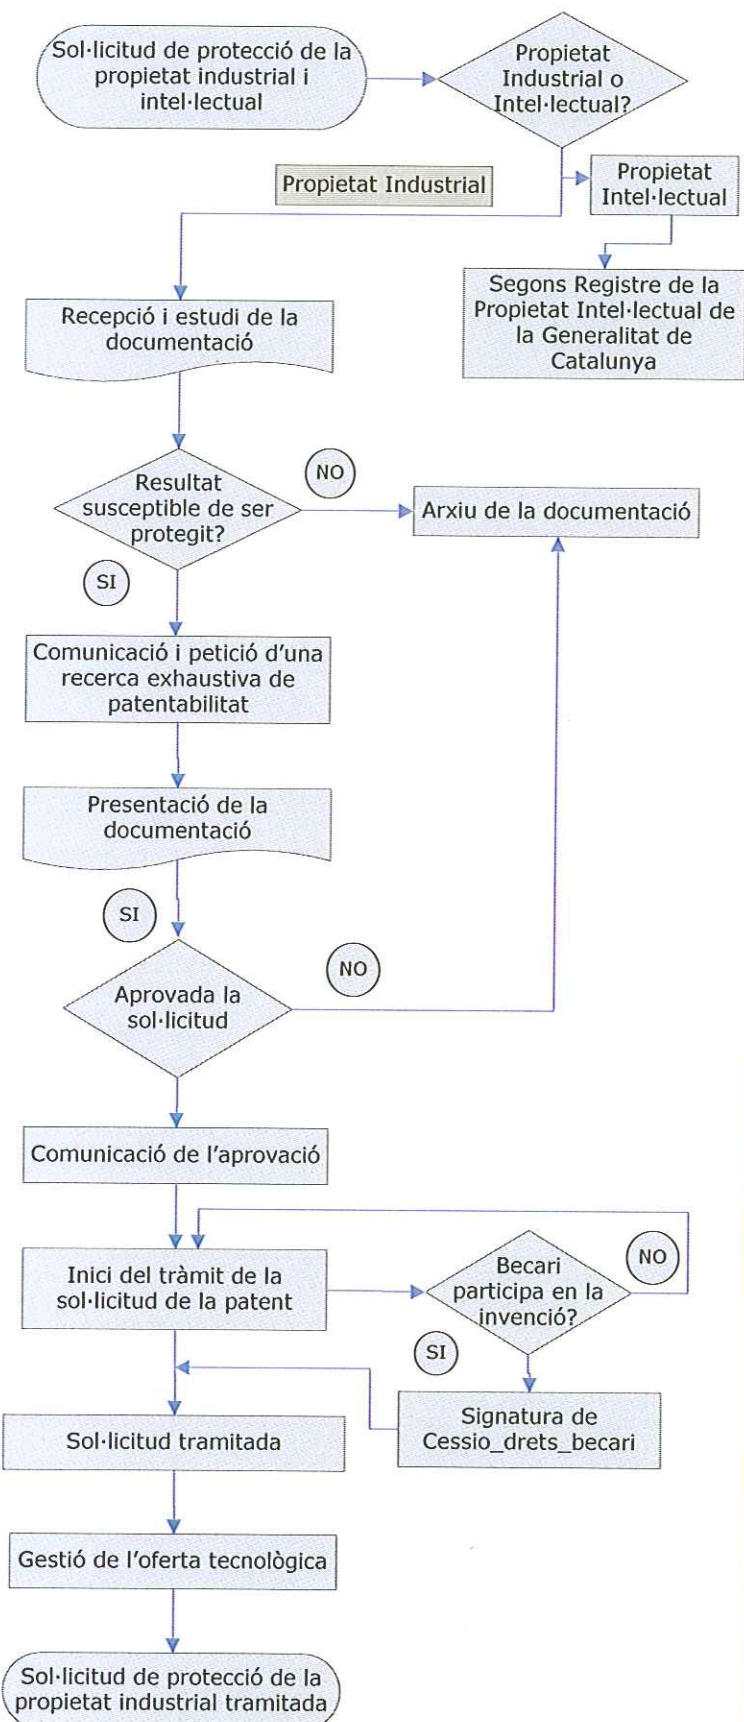 Sol·licitud de protecció de la
propietat industrial i
intel·lectual
Propietat
Industrial o
Intel·lectual?
Propietat Industrial
Propietat
Intel·lectual
Segons Registre de la
Propietat Intel·lectual de
la Generalitat de
Catalunya
Recepció i estudi de la
documentació
Resultat
susceptible de ser
protegit?
NO
Arxiu de la documentació
SI
Comunicació i petició d'una
recerca exhaustiva de
patentabilitat
Presentació de la
documentació
SI
NO
Aprovada la
sol·licitud
Comunicació de l'aprovació
Inici del tràmit de la
sol·licitud de la patent
Becari
participa en la
invenció?
NO
SI
Signatura de
Cessio_drets_becari
Sol·licitud tramitada
Gestió de l'oferta tecnològica
Sol·licitud de protecció de la
propietat industrial tramitada